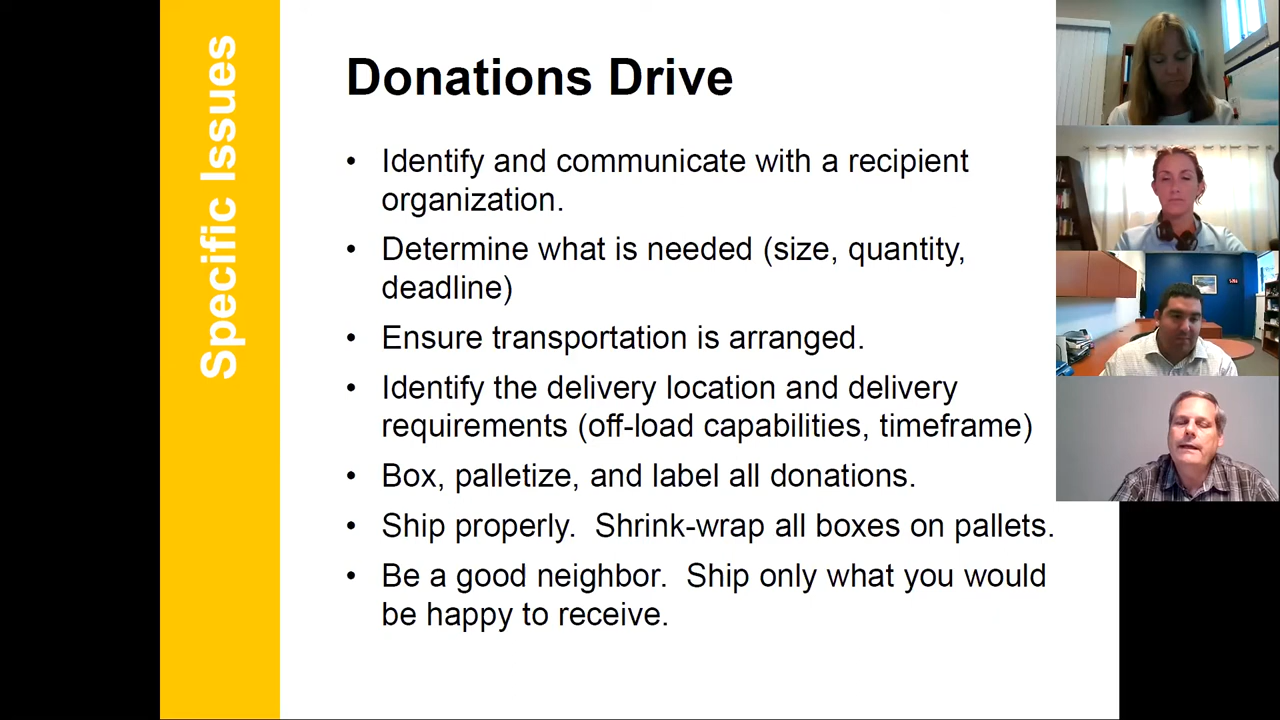 Specific Issues
Donations Drive
• Identify and communicate with a recipient
organization.
• Determine what is needed (size, quantity,
deadline)
• Ensure transportation is arranged.
• Identify the delivery location and delivery
requirements (off-load capabilities, timeframe)
• Box, palletize, and label all donations.
• Ship properly.  Shrink-wrap all boxes on pallets.
• Be a good neighbor.  Ship only what you would
be happy to receive.